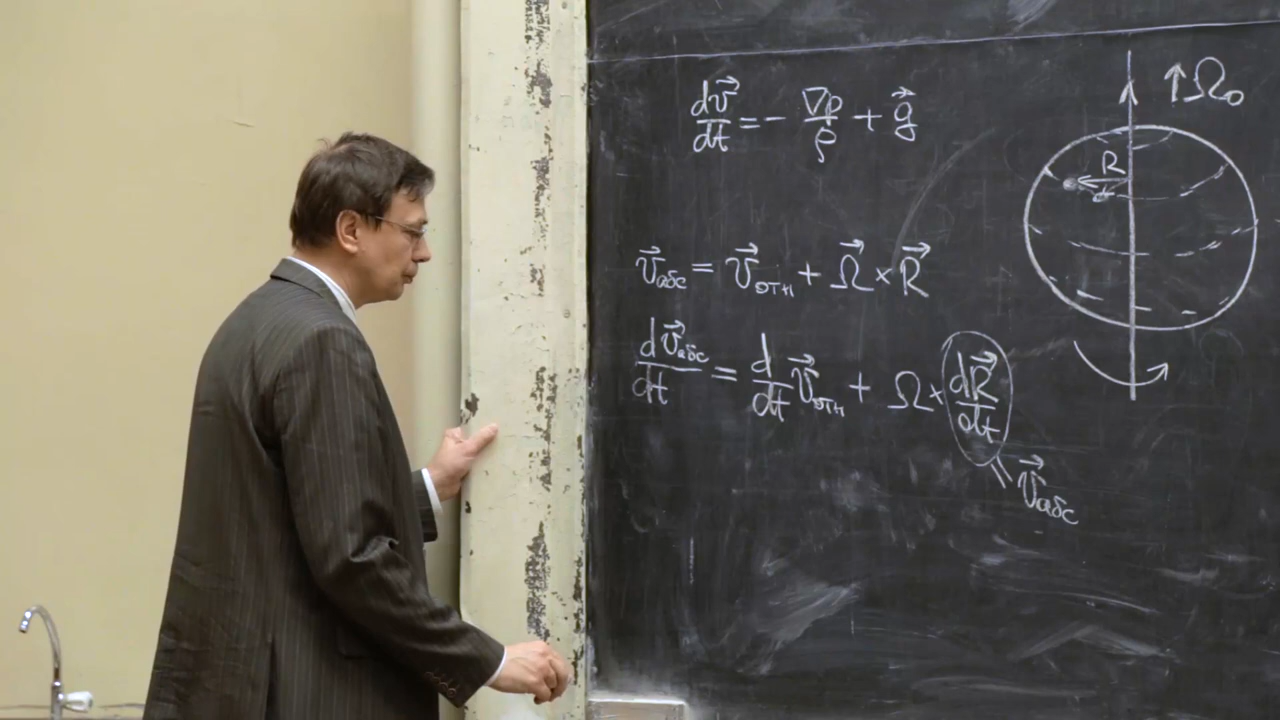 dv⃗/dt = - ∇p/ρ + g⃗
v⃗абс = v⃗отн + Ω⃗ × R⃗
dv⃗абс/dt = d/dt v⃗отн + Ω × dR⃗/dt
v⃗абс
Ω₀
R